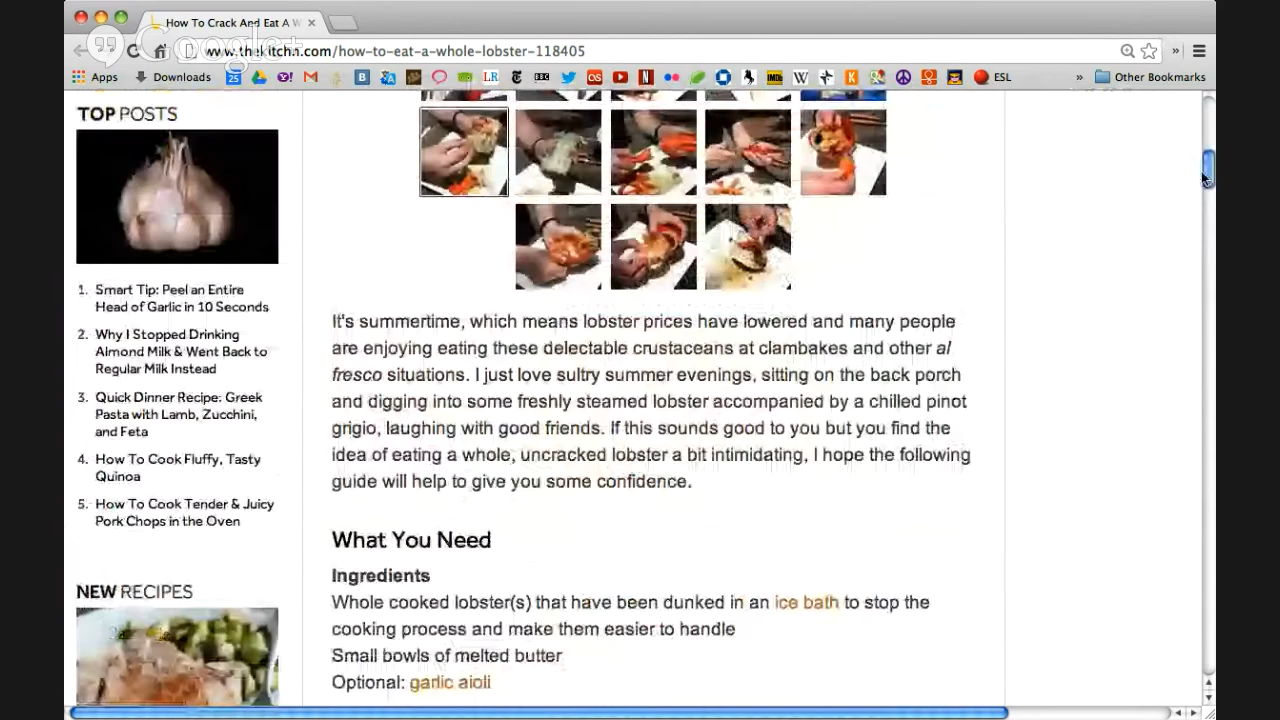 How To Crack And Eat A W
Google+
www.thekitchn.com/how-to-eat-a-whole-lobster-118405
Apps Downloads 25 Y! M B LR BBC OS N W IMDb K ESL » Other Bookmarks
TOP POSTS
1. Smart Tip: Peel an Entire
Head of Garlic in 10 Seconds
2. Why I Stopped Drinking
Almond Milk & Went Back to
Regular Milk Instead
3. Quick Dinner Recipe: Greek
Pasta with Lamb, Zucchini,
and Feta
4. How To Cook Fluffy, Tasty
Quinoa
5. How To Cook Tender & Juicy
Pork Chops in the Oven
NEW RECIPES
It's summertime, which means lobster prices have lowered and many people
are enjoying eating these delectable crustaceans at clambakes and other al
fresco situations. I just love sultry summer evenings, sitting on the back porch
and digging into some freshly steamed lobster accompanied by a chilled pinot
grigio, laughing with good friends. If this sounds good to you but you find the
idea of eating a whole, uncracked lobster a bit intimidating, I hope the following
guide will help to give you some confidence.
What You Need
Ingredients
Whole cooked lobster(s) that have been dunked in an ice bath to stop the
cooking process and make them easier to handle
Small bowls of melted butter
Optional: garlic aioli